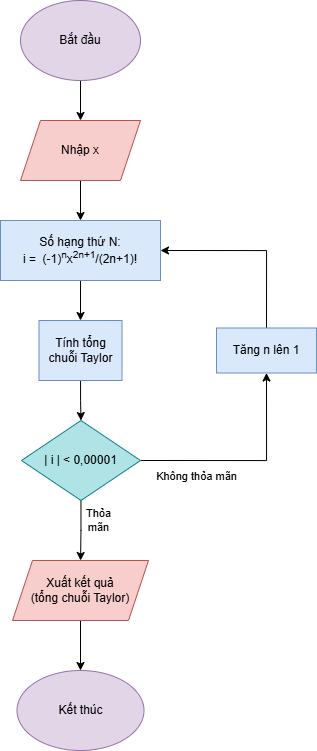 Bắt đầu
Nhập x
Số hạng thứ N:
i = (-1)ⁿx²ⁿ⁺¹/(2n+1)!
Tính tổng
chuỗi Taylor
Tăng n lên 1
| i | < 0,00001
Không thỏa mãn
Thỏa
mãn
Xuất kết quả
(tổng chuỗi Taylor)
Kết thúc